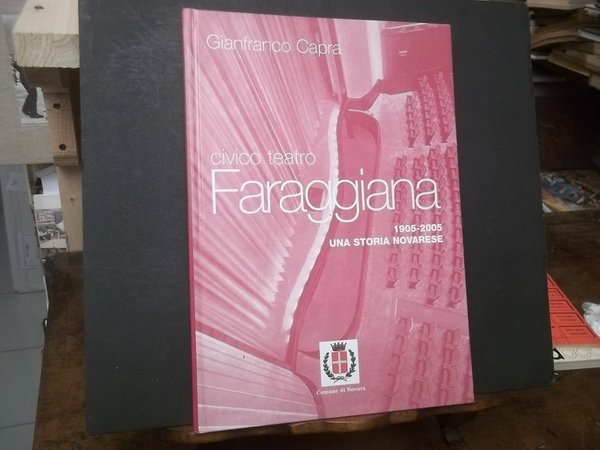 Gianfranco Capra
civico teatro
Faraggiana
1905-2005
UNA STORIA NOVARESE
Comune di Novara